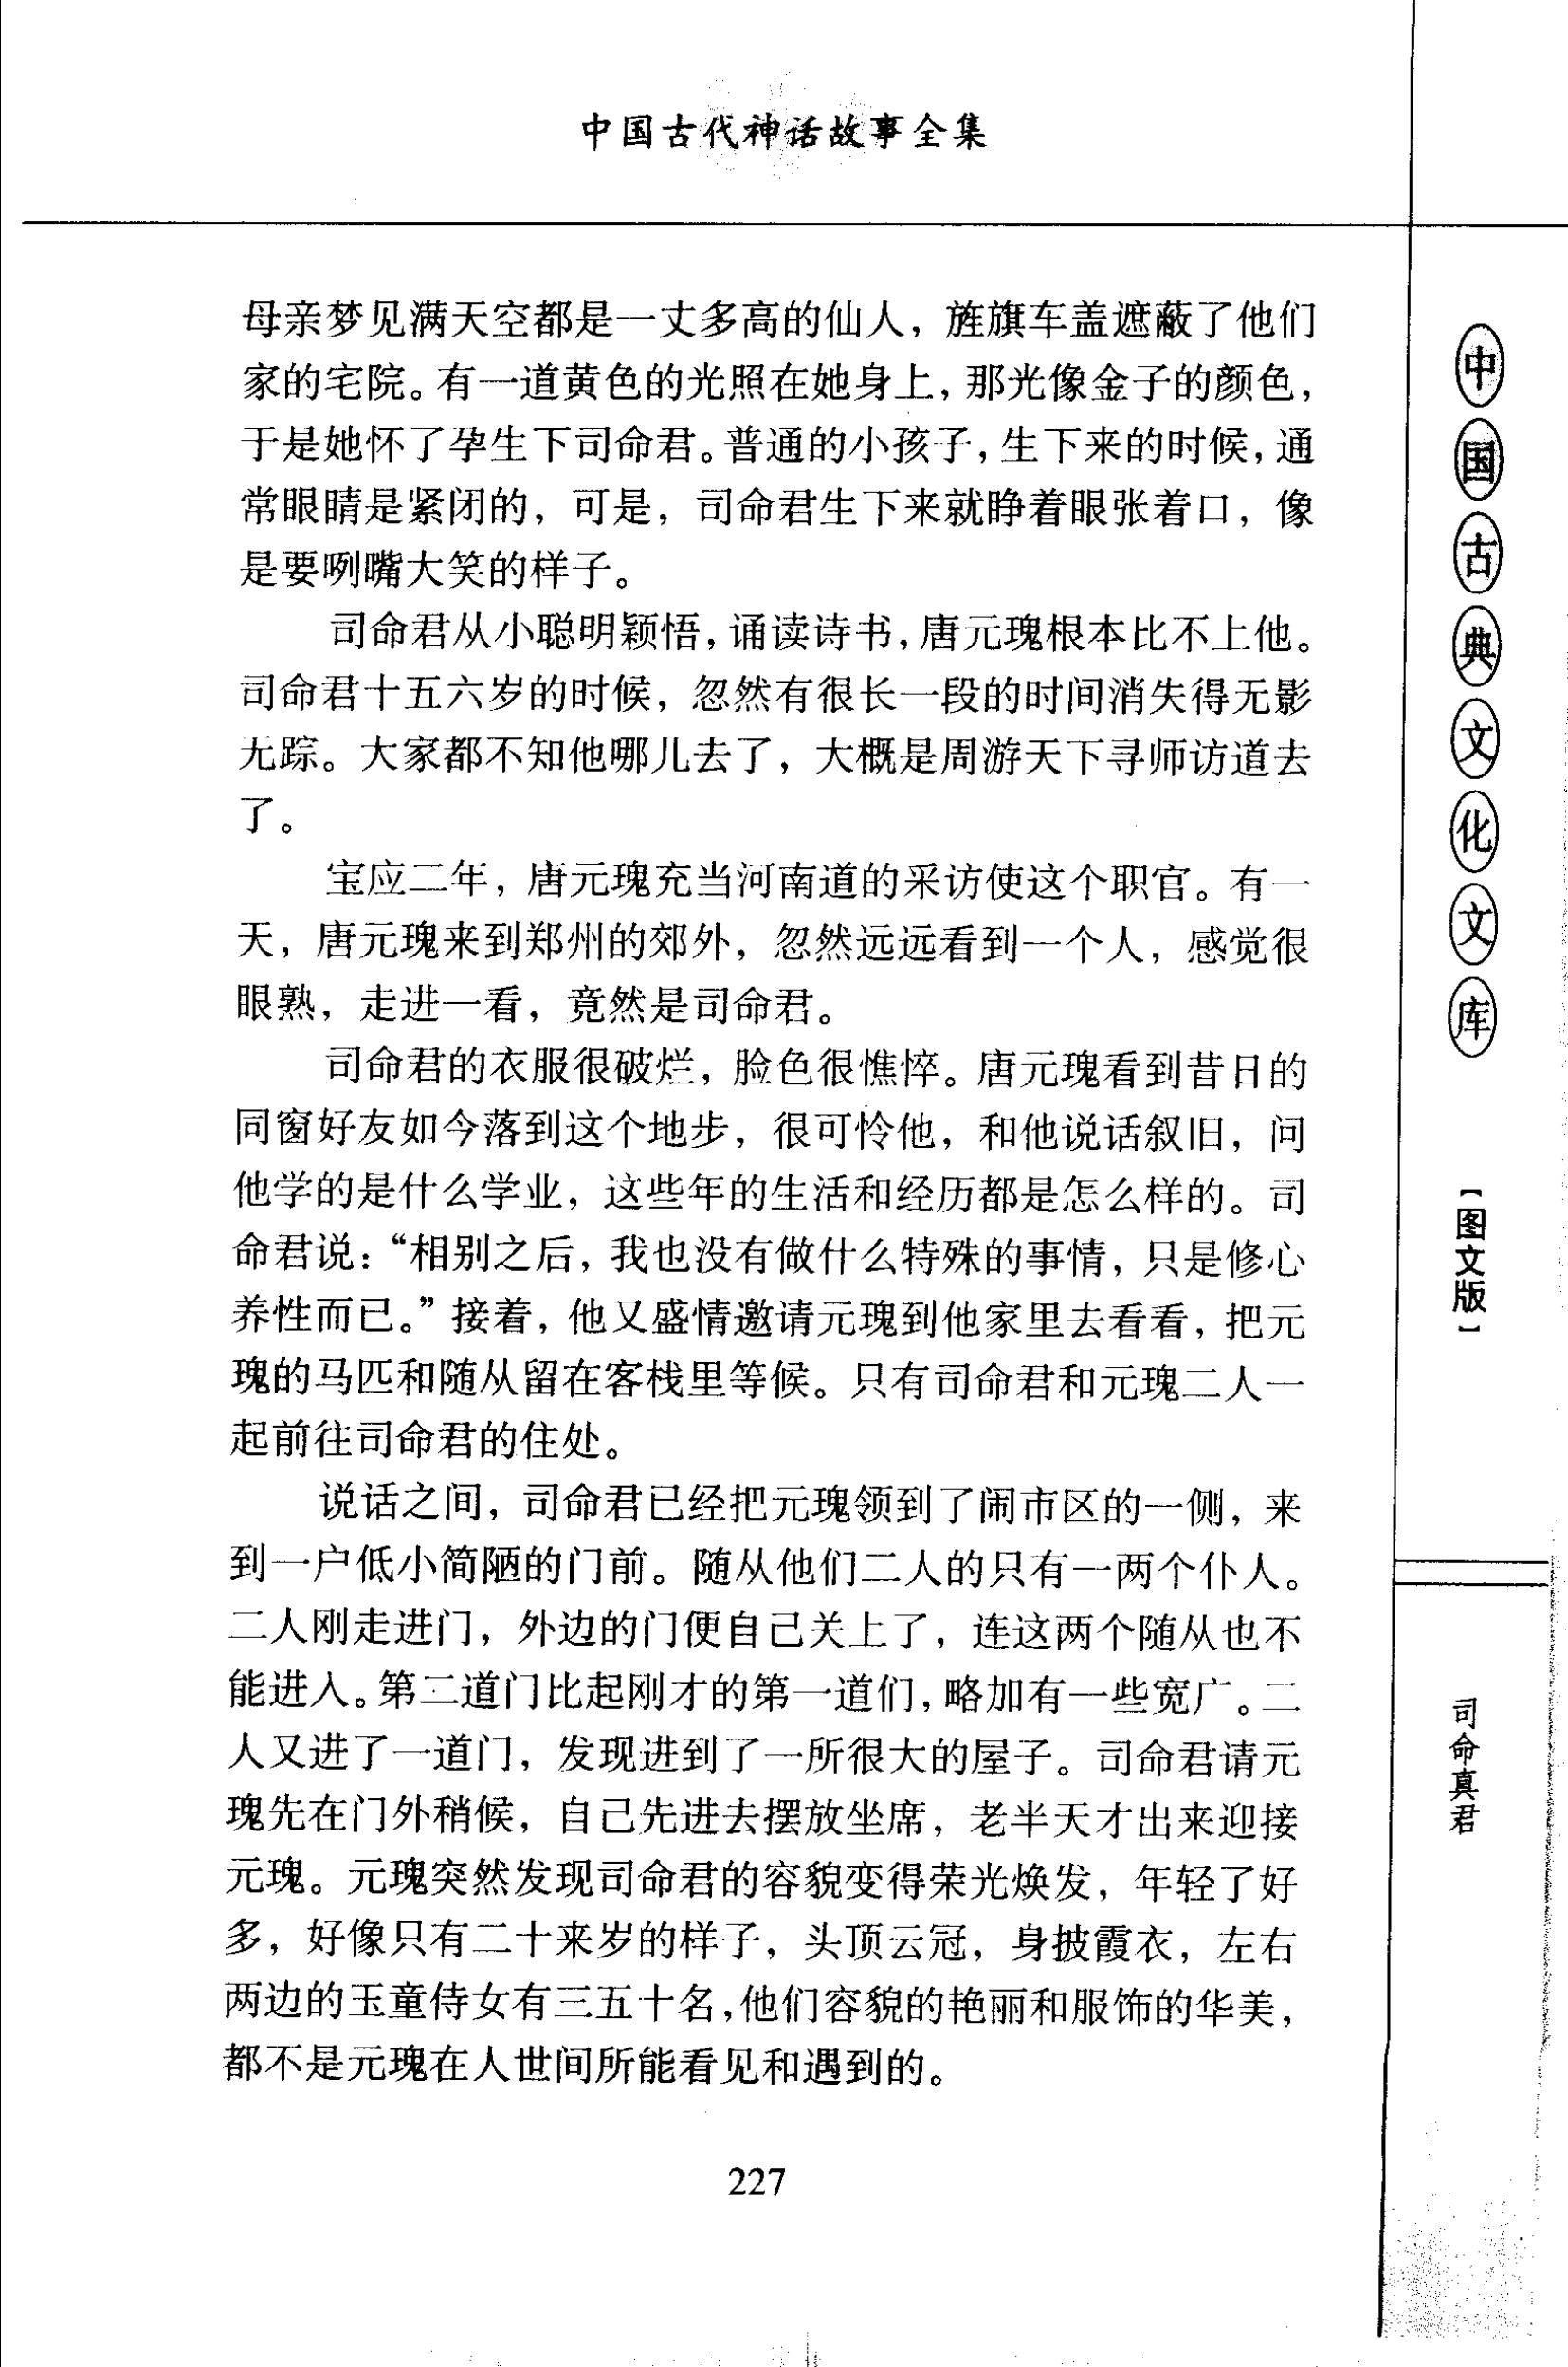 中国古代神话故事全集
母亲梦见满天空都是一丈多高的仙人，旌旗车盖遮蔽了他们
家的宅院。有一道黄色的光照在她身上，那光像金子的颜色，
于是她怀了孕生下司命君。普通的小孩子，生下来的时候，通
常眼睛是紧闭的，可是，司命君生下来就睁着眼张着口，像
是要咧嘴大笑的样子。
司命君从小聪明颖悟，诵读诗书，唐元瑰根本比不上他。
司命君十五六岁的时候，忽然有很长一段的时间消失得无影
无踪。大家都不知他哪儿去了，大概是周游天下寻师访道去
了。
宝应二年，唐元瑰充当河南道的采访使这个职官。有一
天，唐元瑰来到郑州的郊外，忽然远远看到一个人，感觉很
眼熟，走进一看，竟然是司命君。
司命君的衣服很破烂，脸色很憔悴。唐元瑰看到昔日的
同窗好友如今落到这个地步，很可怜他，和他说话叙旧，问
他学的是什么学业，这些年的生活和经历都是怎么样的。司
命君说：“相别之后，我也没有做什么特殊的事情，只是修心
养性而已。”接着，他又盛情邀请元瑰到他家里去看看，把元
瑰的马匹和随从留在客栈里等候。只有司命君和元瑰二人一
起前往司命君的住处。
说话之间，司命君已经把元瑰领到了闹市区的一侧，来
到一户低小简陋的门前。随从他们二人的只有一两个仆人。
二人刚走进门，外边的门便自己关上了，连这两个随从也不
能进入。第二道门比起刚才的第一道们，略加有一些宽广。二
人又进了一道门，发现进到了一所很大的屋子。司命君请元
瑰先在门外稍候，自己先进去摆放坐席，老半天才出来迎接
元瑰。元瑰突然发现司命君的容貌变得荣光焕发，年轻了好
多，好像只有二十来岁的样子，头顶云冠，身披霞衣，左右
两边的玉童侍女有三五十名，他们容貌的艳丽和服饰的华美，
都不是元瑰在人世间所能看见和遇到的。
227
中国古典文化文库
【图文版】
司命真君